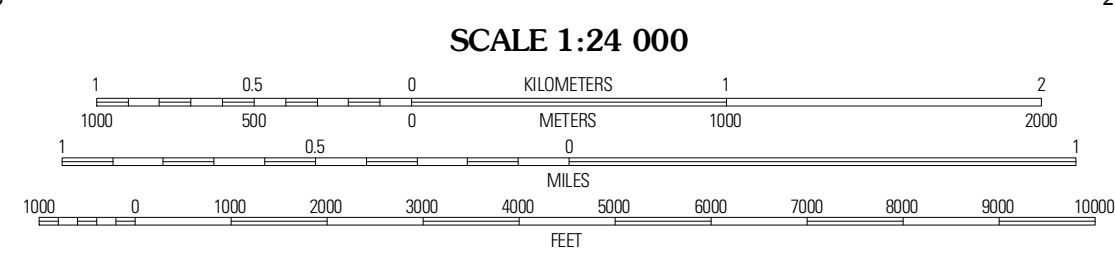 SCALE 1:24 000
1 0.5 0 KILOMETERS 1 2
1000 500 0 METERS 1000 2000
1 0.5 0 1
MILES
1000 0 1000 2000 3000 4000 5000 6000 7000 8000 9000 10000
FEET